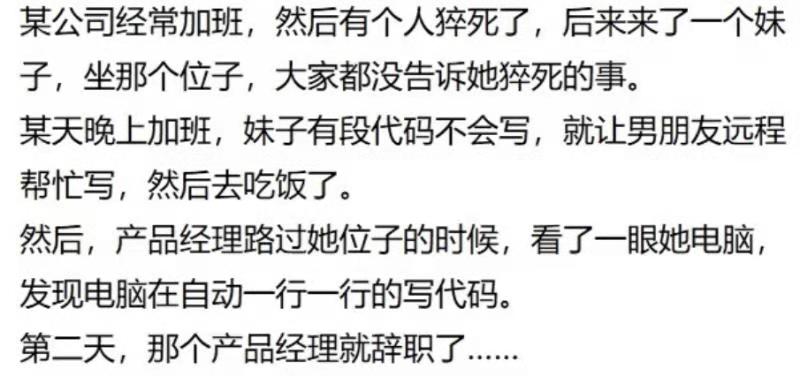 某公司经常加班，然后有个人猝死了，后来来了一个妹
子，坐那个位子，大家都没告诉她猝死的事。
某天晚上加班，妹子有段代码不会写，就让男朋友远程
帮忙写，然后去吃饭了。
然后，产品经理路过她位子的时候，看了一眼她电脑，
发现电脑在自动一行一行的写代码。
第二天，那个产品经理就辞职了......